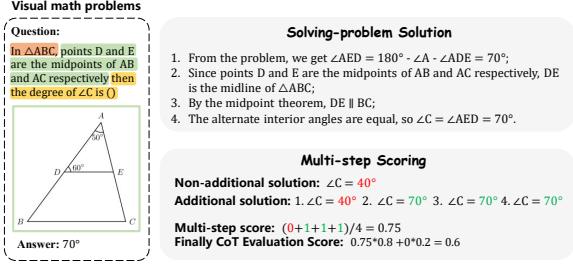 Visual math problems
Question:
In △ABC, points D and E
are the midpoints of AB
and AC respectively then
the degree of ∠C is ()
A
50°
D
60°
E
B
C
Answer: 70°
Solving-problem Solution
1. From the problem, we get ∠AED = 180° - ∠A - ∠ADE = 70°;
2. Since points D and E are the midpoints of AB and AC respectively, DE
is the midline of △ABC;
3. By the midpoint theorem, DE ∥ BC;
4. The alternate interior angles are equal, so ∠C = ∠AED = 70°.
Multi-step Scoring
Non-additional solution: ∠C = 40°
Additional solution: 1. ∠C = 40° 2. ∠C = 70° 3. ∠C = 70° 4. ∠C = 70°
Multi-step score: (0+1+1+1)/4 = 0.75
Finally CoT Evaluation Score: 0.75*0.8 +0*0.2 = 0.6